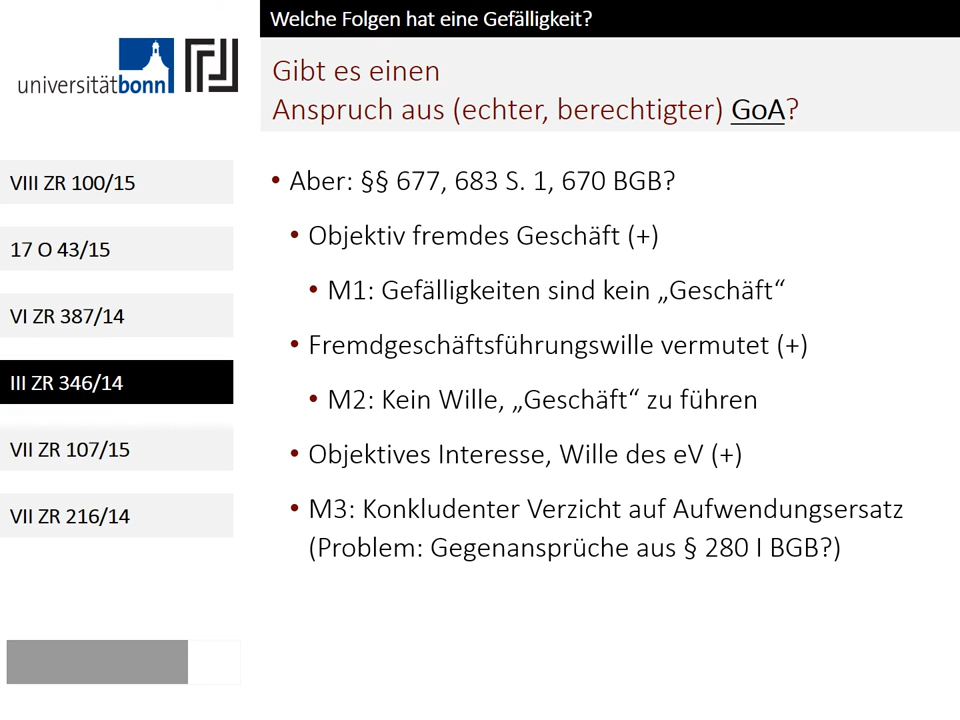 Welche Folgen hat eine Gefälligkeit?
universitätbonn
Gibt es einen
Anspruch aus (echter, berechtigter) GoA?
VIII ZR 100/15
17 O 43/15
VI ZR 387/14
III ZR 346/14
VII ZR 107/15
VII ZR 216/14
• Aber: §§ 677, 683 S. 1, 670 BGB?
• Objektiv fremdes Geschäft (+)
• M1: Gefälligkeiten sind kein „Geschäft“
• Fremdgeschäftsführungswille vermutet (+)
• M2: Kein Wille, „Geschäft“ zu führen
• Objektives Interesse, Wille des eV (+)
• M3: Konkludenter Verzicht auf Aufwendungsersatz
(Problem: Gegenansprüche aus § 280 I BGB?)